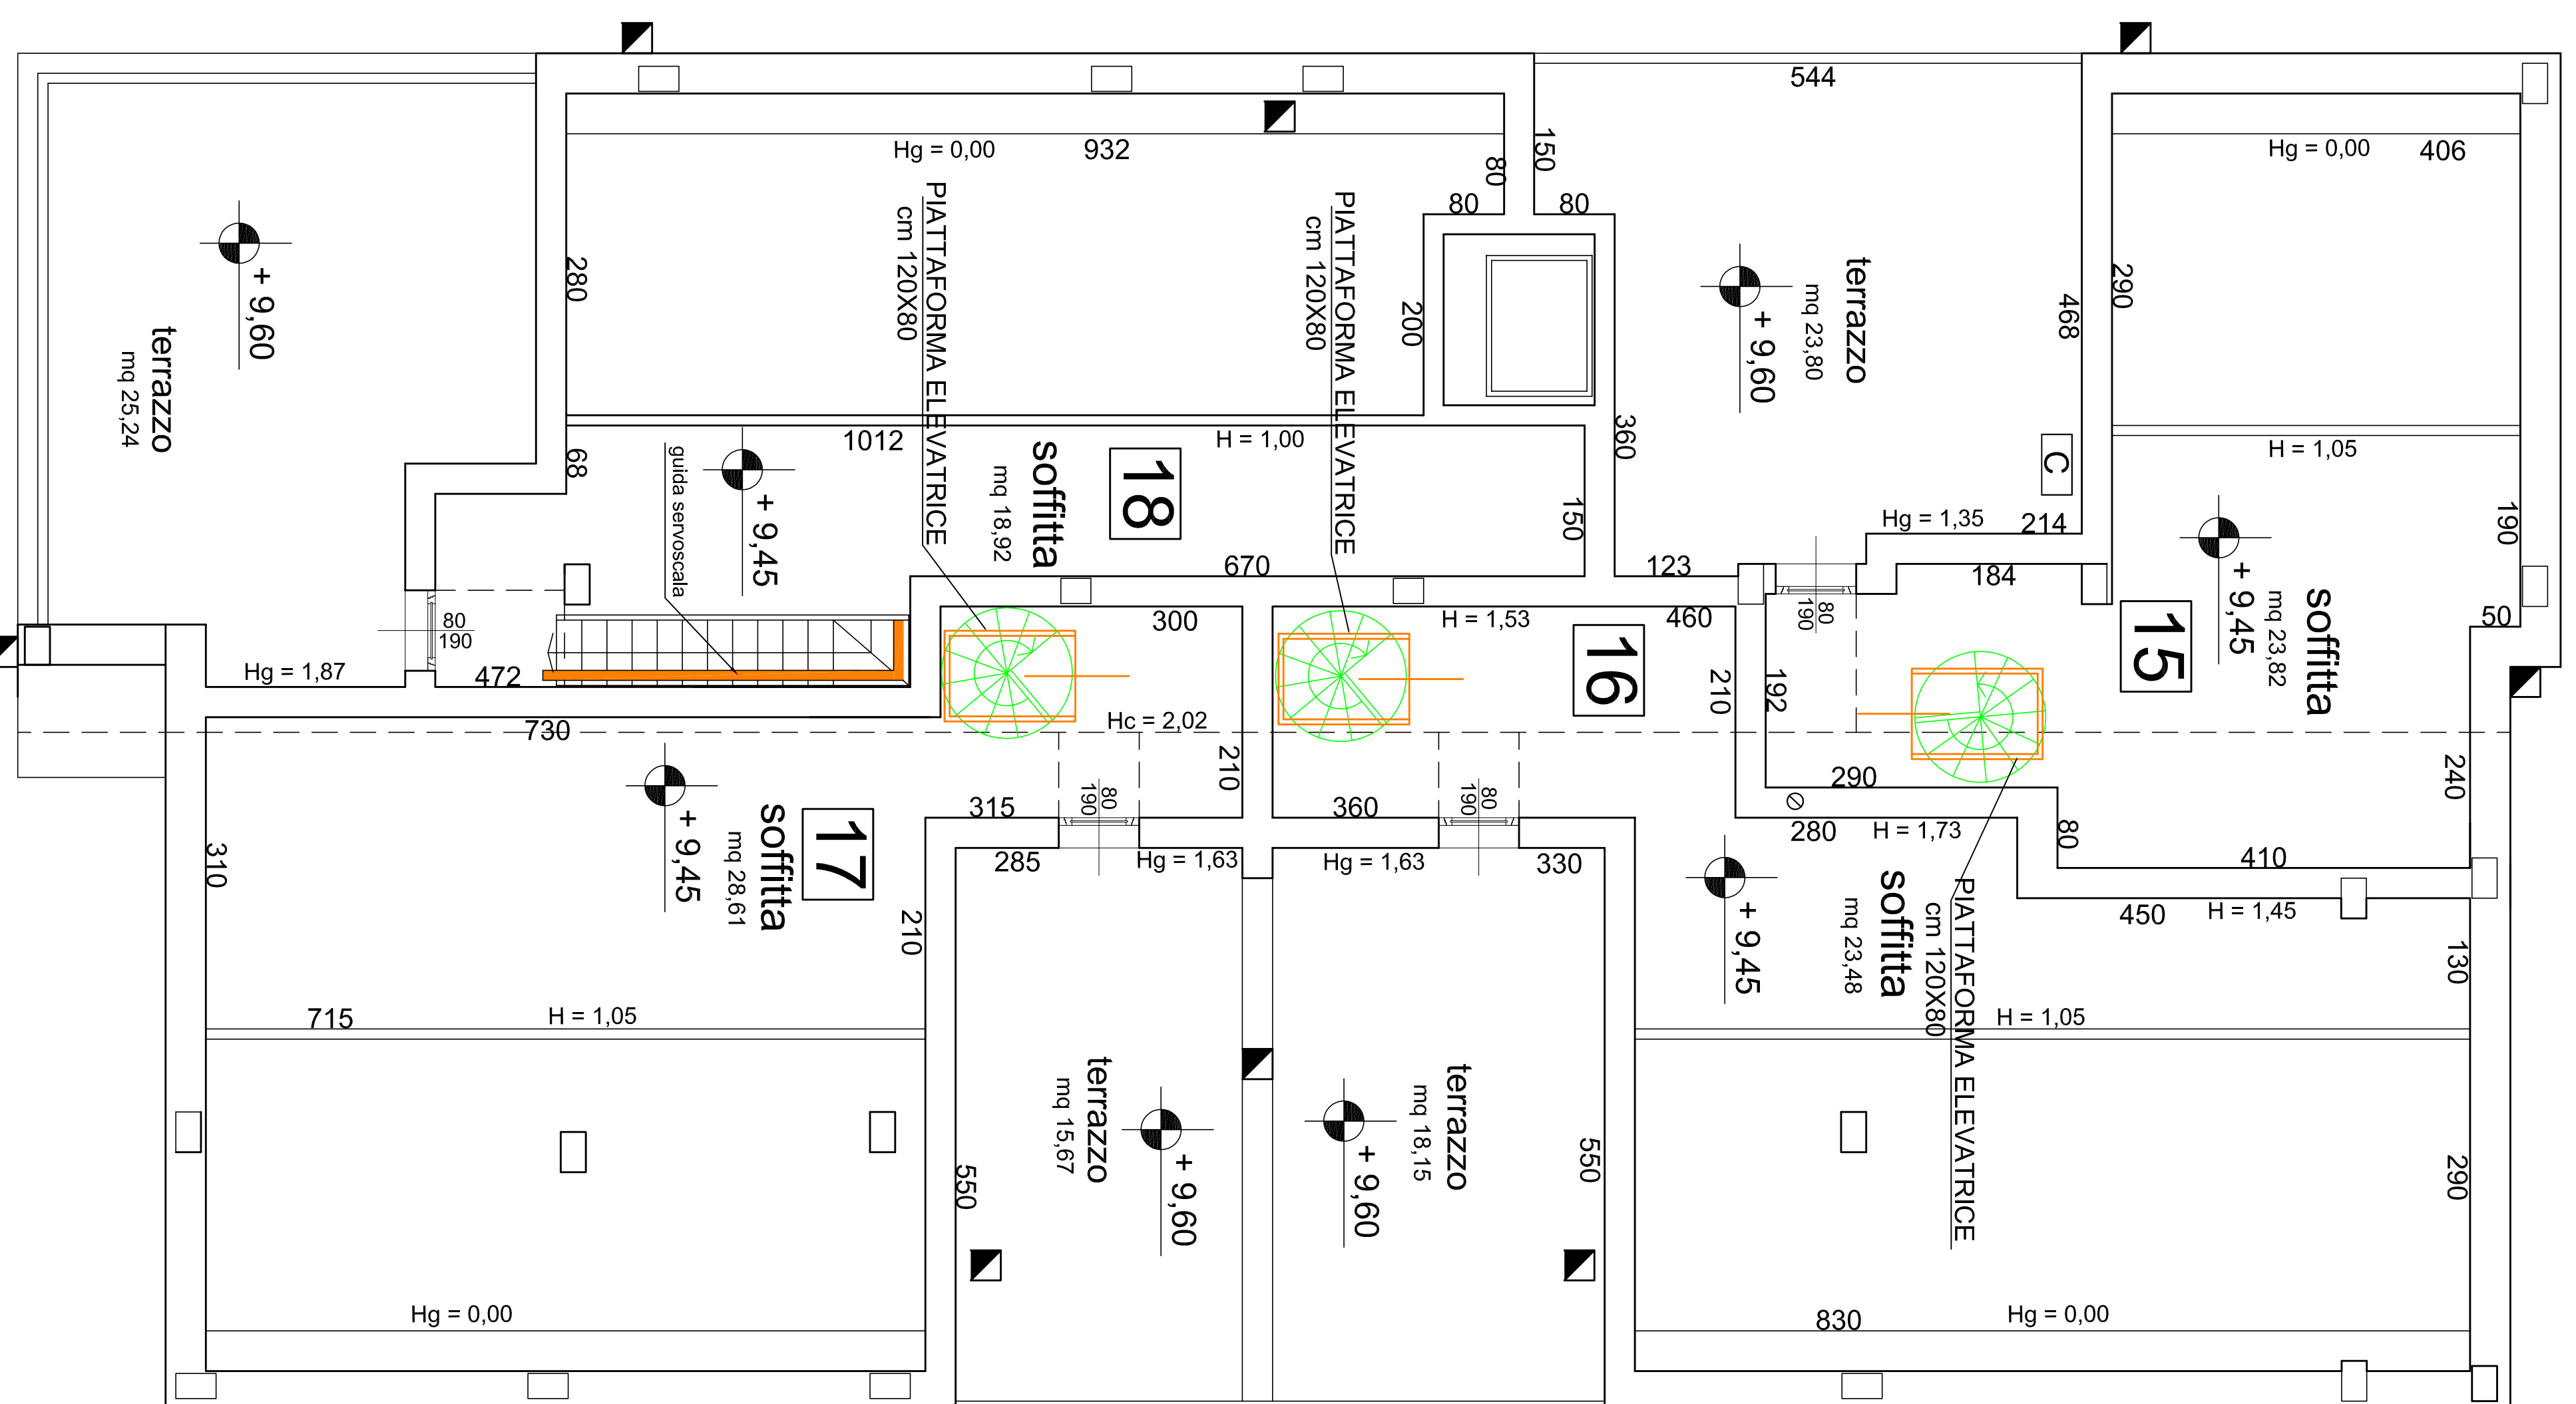 544
Hg = 0,00
932
80
150
Hg = 0,00
406
80
80
+ 9,60
terrazzo
mq 25,24
280
PIATTAFORMA ELEVATRICE
cm 120X80
PIATTAFORMA ELEVATRICE
cm 120X80
200
+ 9,60
terrazzo
mq 23,80
468
290
1012
H = 1,00
360
C
H = 1,05
68
guida servoscala
+ 9,45
soffitta
mq 18,92
18
150
Hg = 1,35
214
190
+ 9,45
soffitta
mq 23,82
15
50
670
123
184
80
190
300
H = 1,53
460
16
80
190
Hg = 1,87
472
730
Hc = 2,02
210
210
192
290
240
315
80
190
360
80
190
280
H = 1,73
80
410
310
+ 9,45
soffitta
mq 28,61
17
285
Hg = 1,63
Hg = 1,63
330
210
+ 9,45
soffitta
mq 23,48
PIATTAFORMA ELEVATRICE
cm 120X80
450
H = 1,45
130
715
H = 1,05
H = 1,05
terrazzo
mq 15,67
+ 9,60
550
terrazzo
mq 18,15
+ 9,60
550
290
Hg = 0,00
830
Hg = 0,00